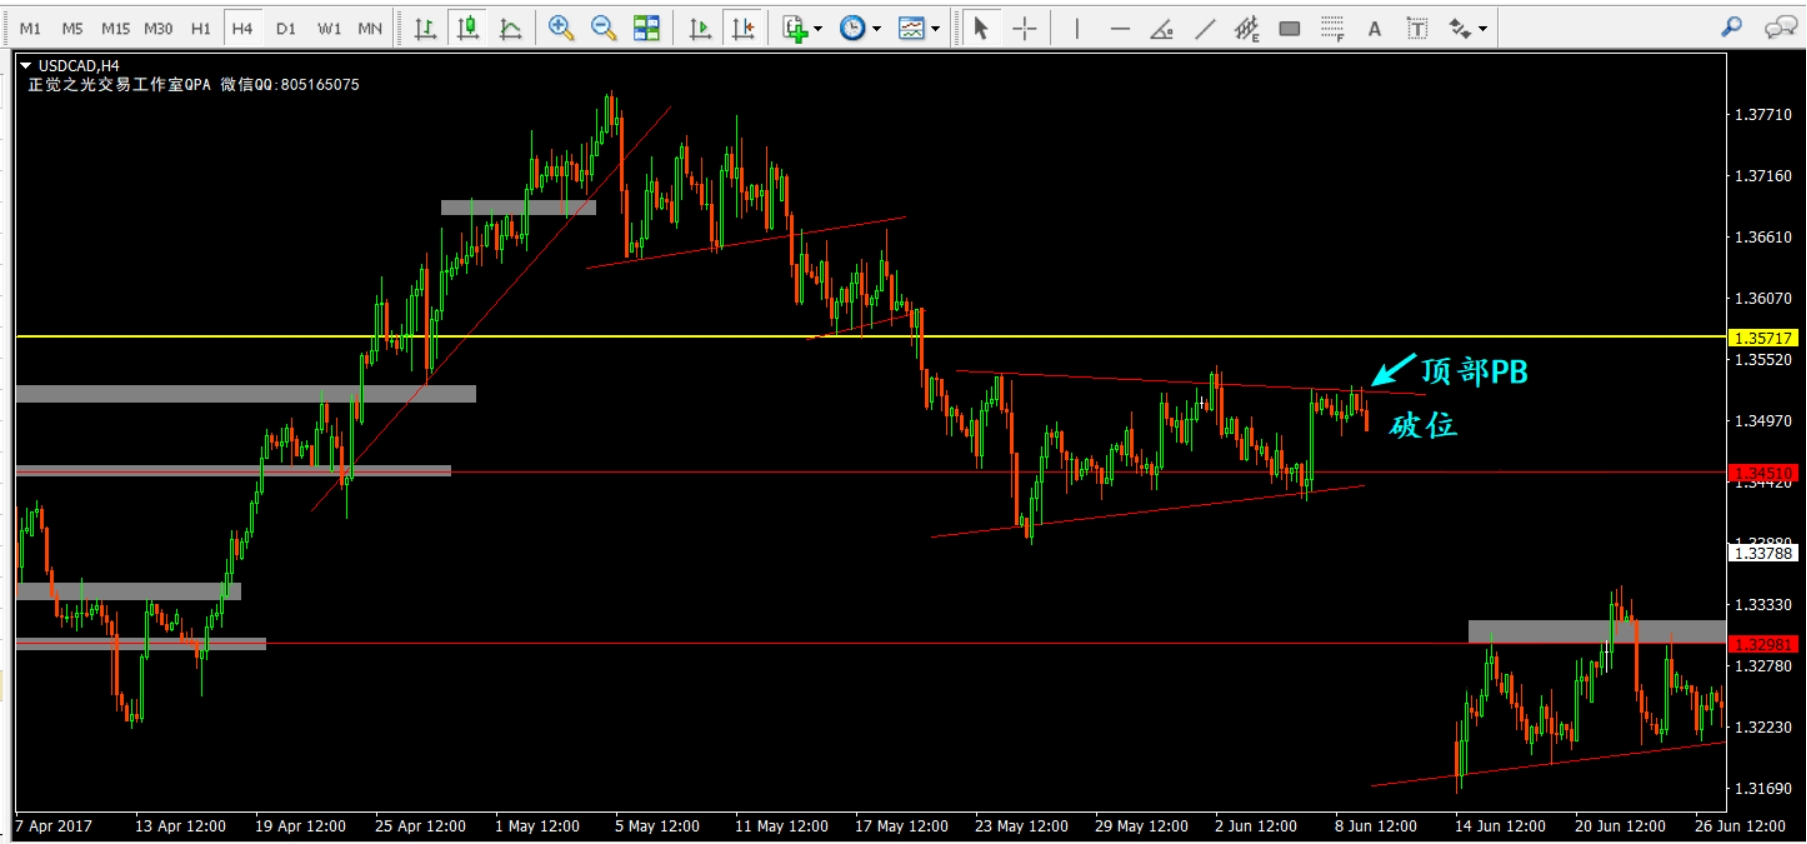 M1 M5 M15 M30 H1 H4 D1 W1 MN E F A T
USDCAD,H4
正觉之光交易工作室QPA 微信QQ:805165075
1.37711
1.37160
1.36610
1.36070
1.35717
1.35520
顶部PB
破位
1.34970
1.34510
1.34420
1.33880
1.33788
1.33330
1.32981
1.32780
1.32230
1.31690
7 Apr 2017 13 Apr 12:00 19 Apr 12:00 25 Apr 12:00 1 May 12:00 5 May 12:00 11 May 12:00 17 May 12:00 23 May 12:00 29 May 12:00 2 Jun 12:00 8 Jun 12:00 14 Jun 12:00 20 Jun 12:00 26 Jun 12:00